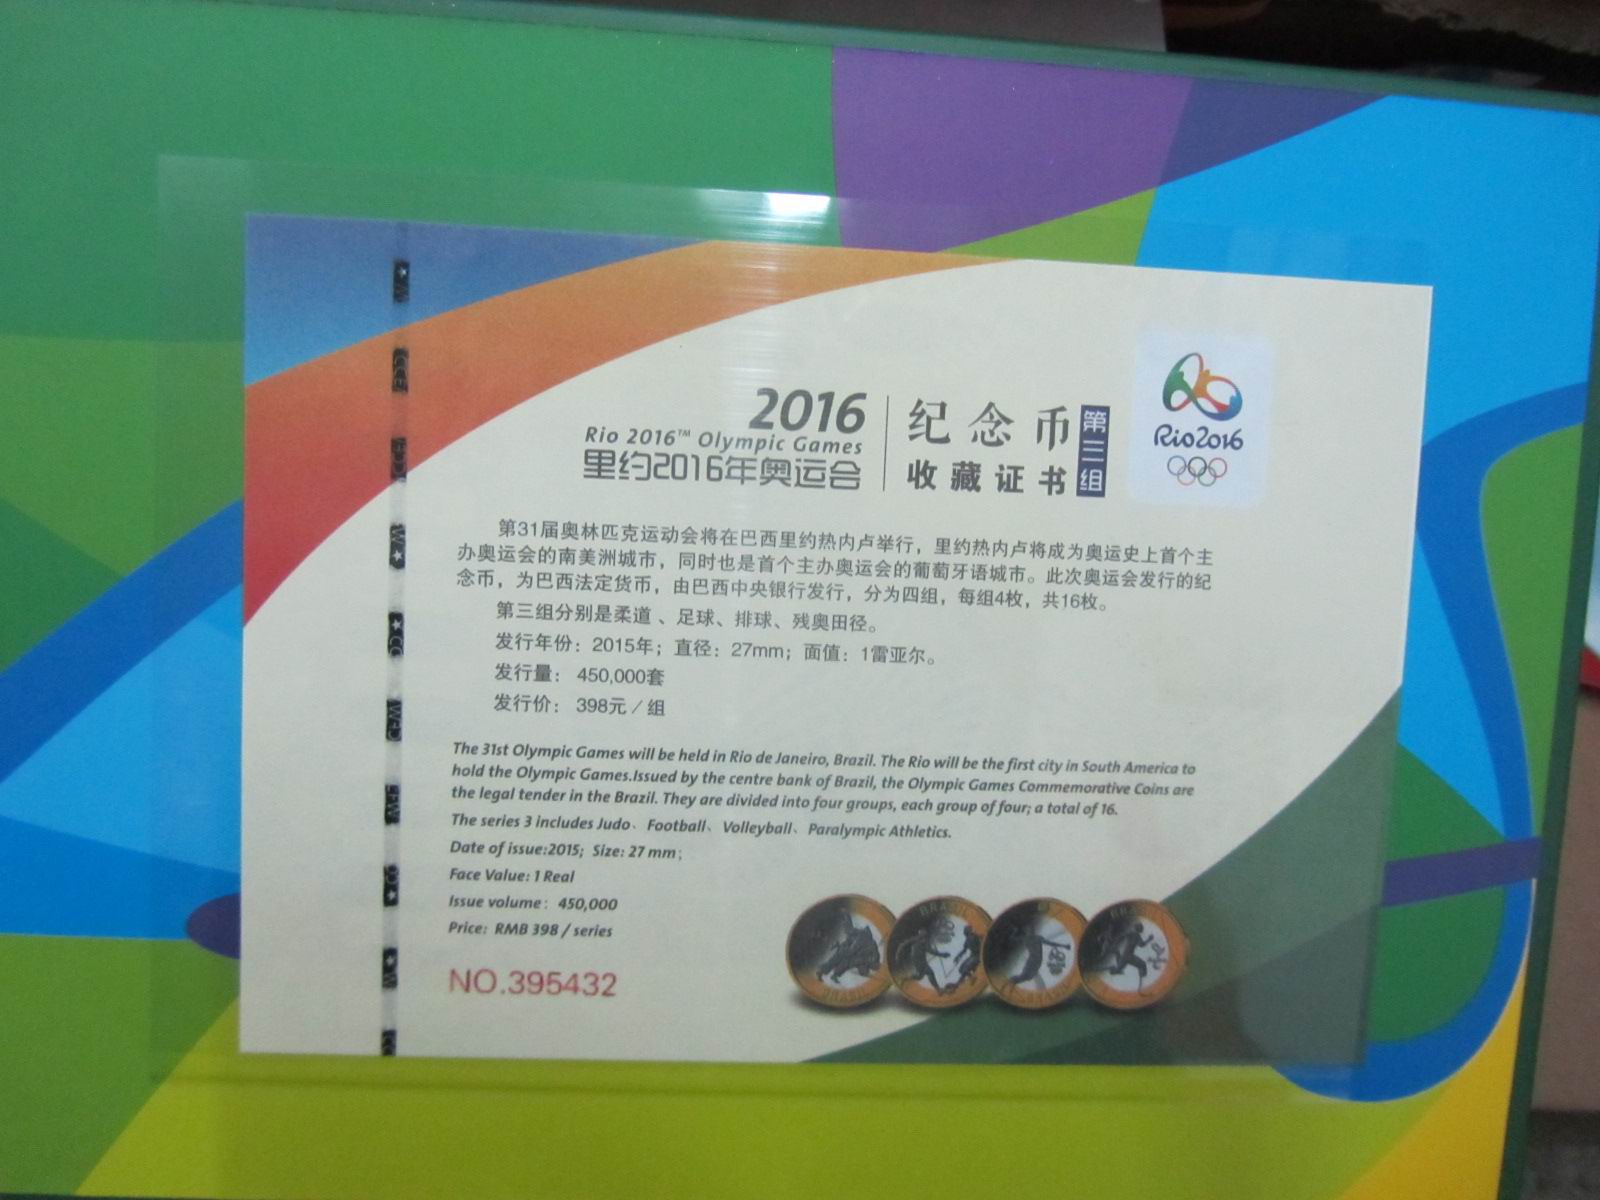 2016
Rio 2016™ Olympic Games
里约2016年奥运会
纪念币
收藏证书
第三组
Rio2016
第31届奥林匹克运动会将在巴西里约热内卢举行，里约热内卢将成为奥运史上首个主
办奥运会的南美洲城市，同时也是首个主办奥运会的葡萄牙语城市。此次奥运会发行的纪
念币，为巴西法定货币，由巴西中央银行发行，分为四组，每组4枚，共16枚。
第三组分别是柔道、足球、排球、残奥田径。
发行年份：2015年；直径：27mm；面值：1雷亚尔。
发行量： 450,000套
发行价： 398元／组
The 31st Olympic Games will be held in Rio de Janeiro, Brazil. The Rio will be the first city in South America to
hold the Olympic Games.Issued by the centre bank of Brazil, the Olympic Games Commemorative Coins are
the legal tender in the Brazil. They are divided into four groups, each group of four; a total of 16.
The series 3 includes Judo、Football、Volleyball、Paralympic Athletics.
Date of issue:2015; Size: 27 mm;
Face Value: 1 Real
Issue volume: 450,000
Price: RMB 398 / series
NO.395432
BRASIL
BRASIL
BRASIL
BRASIL